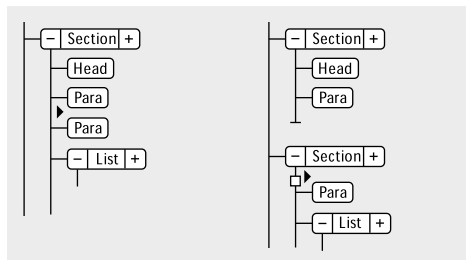 − Section +
Head
Para
Para
− List +
− Section +
Head
Para
− Section +
Para
− List +